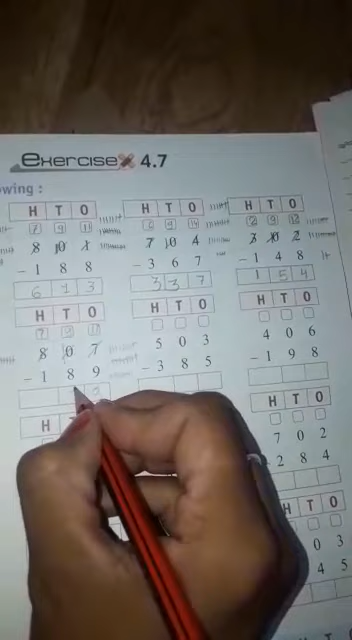 Exercise 4.7
owing :
H T O H T O H T O
7 9 11 6 9 14 2 9 12
8 0 1 7 0 4 3 0 2
- 1 8 8 - 3 6 7 - 1 4 8
6 1 3 3 3 7 1 5 4
H T O H T O H T O
7 9 17
8 0 7 5 0 3 4 0 6
- 1 8 9 - 3 8 5 - 1 9 8
H H T O
7 0 2
2 8 4
H T O
0 3
4 5